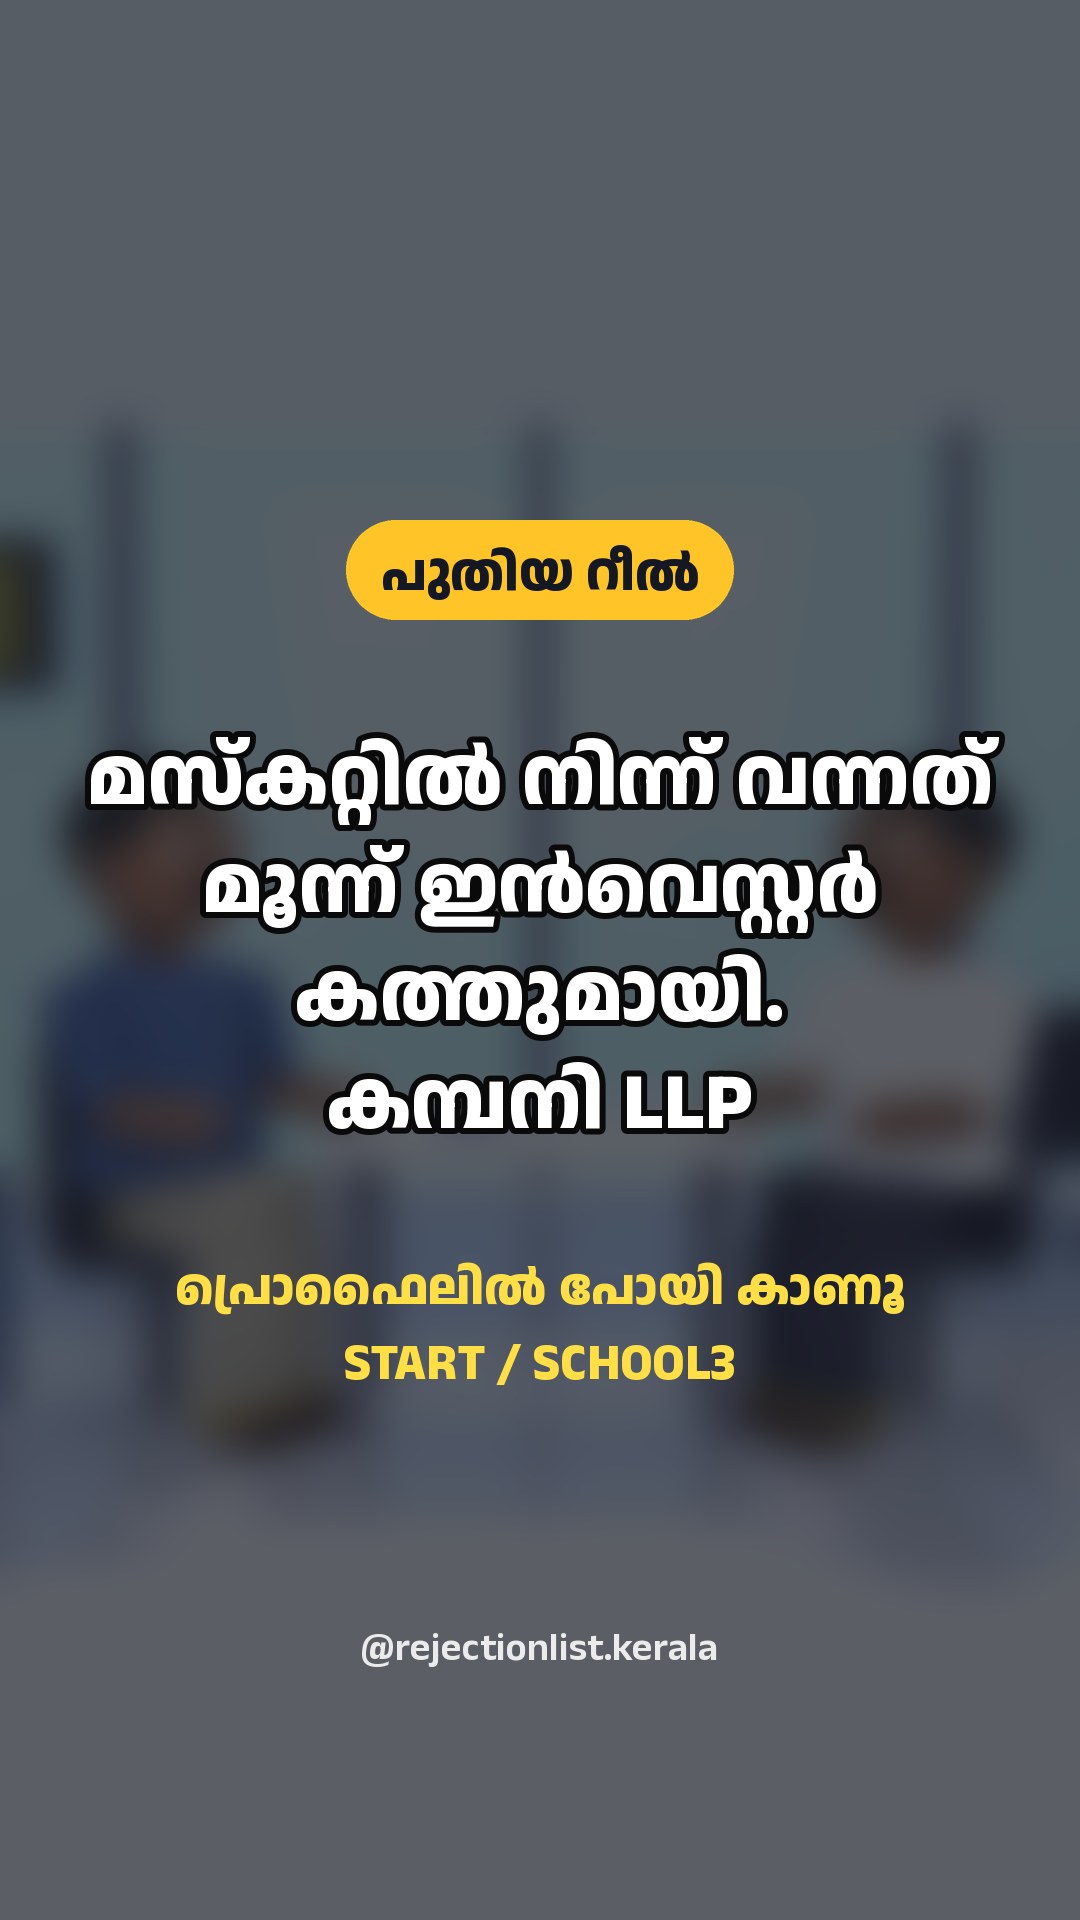 പുതിയ റീൽ
മസ്കറ്റിൽ നിന്ന് വന്നത്
മൂന്ന് ഇൻവെസ്റ്റർ
കത്തുമായി.
കമ്പനി LLP
പ്രൊഫൈലിൽ പോയി കാണൂ
START / SCHOOL3
@rejectionlist.kerala